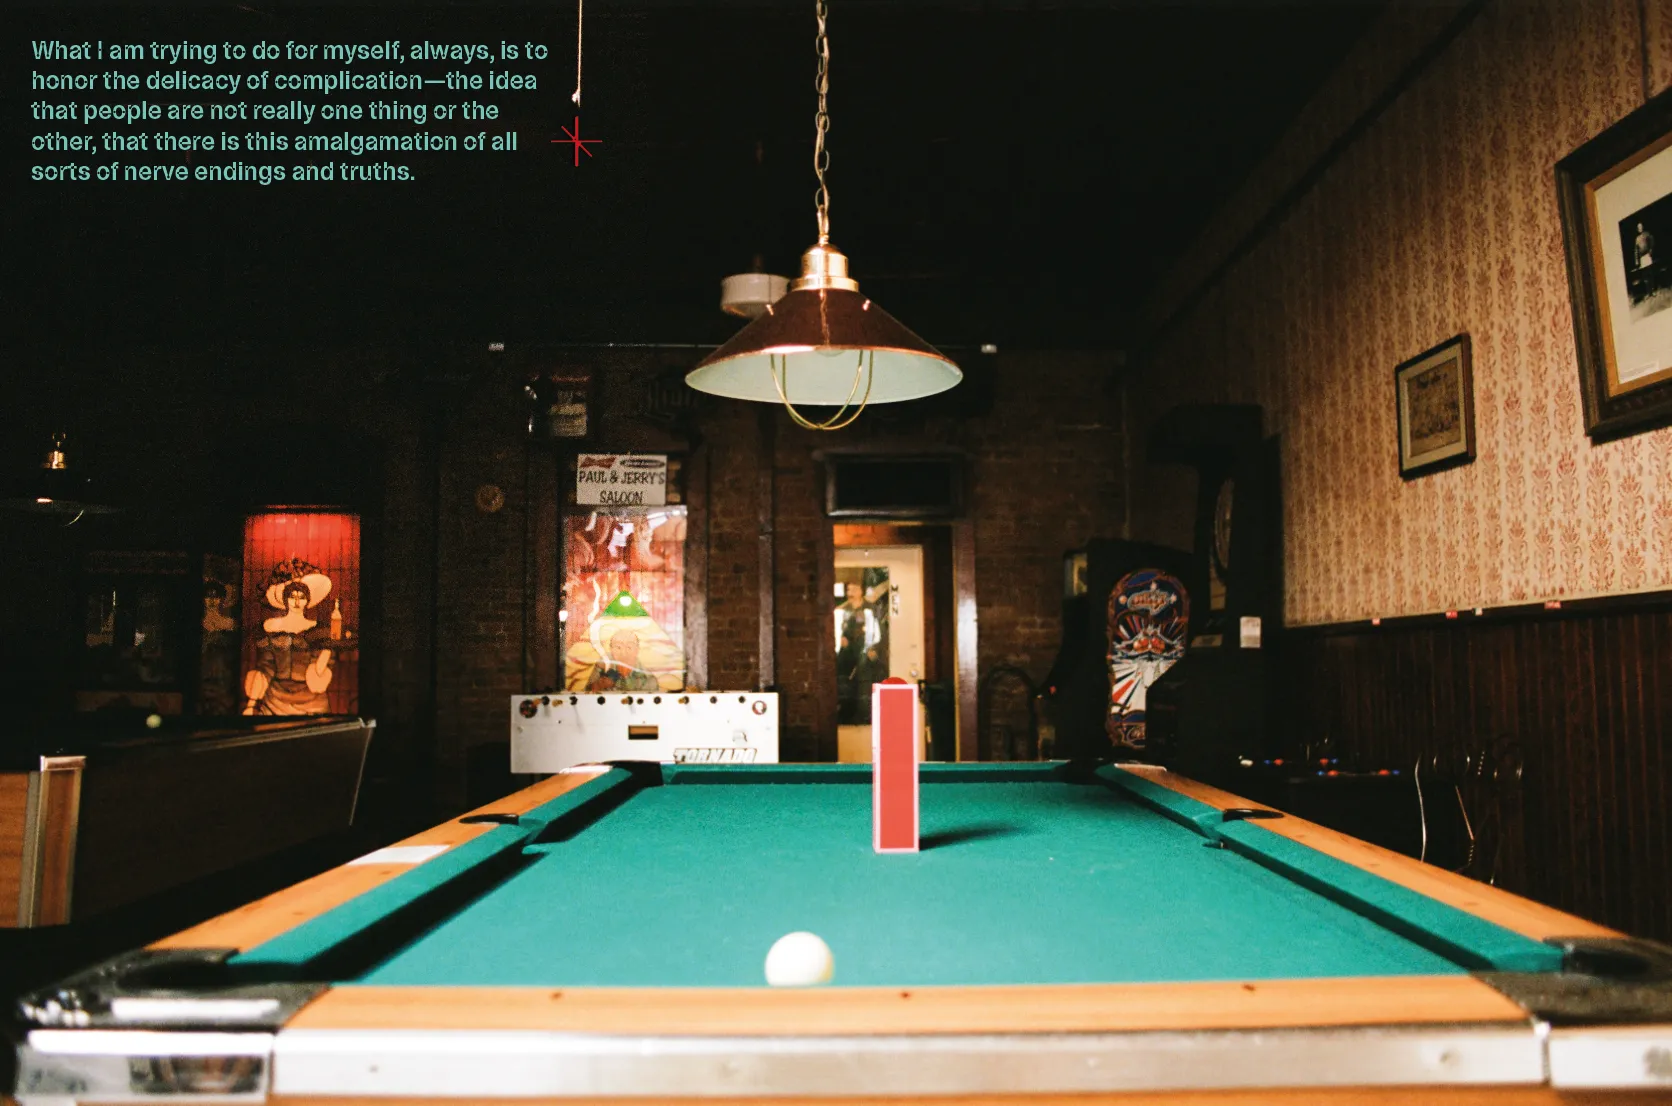 What I am trying to do for myself, always, is to
honor the delicacy of complication—the idea
that people are not really one thing or the
other, that there is this amalgamation of all
sorts of nerve endings and truths.
PAUL & JERRY'S
SALOON
MEN
TORNADO